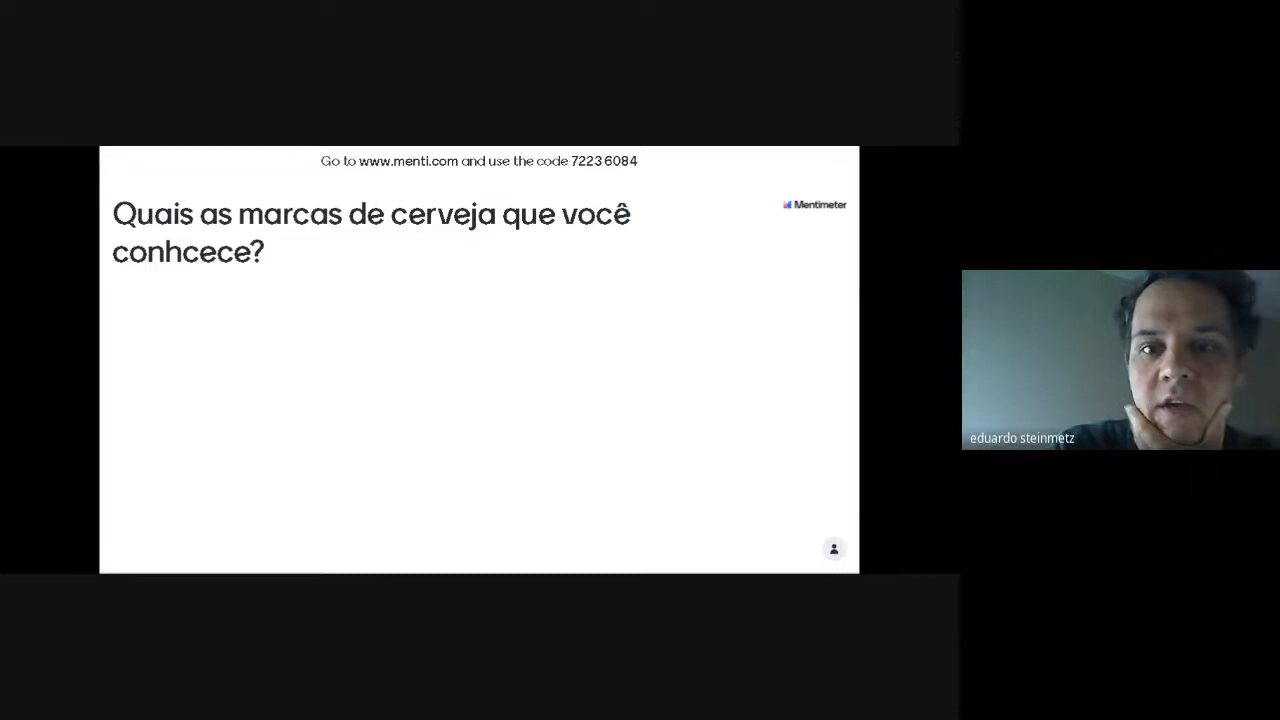 Go to www.menti.com and use the code 7223 6084
Mentimeter
Quais as marcas de cerveja que você
conhcece?
eduardo steinmetz